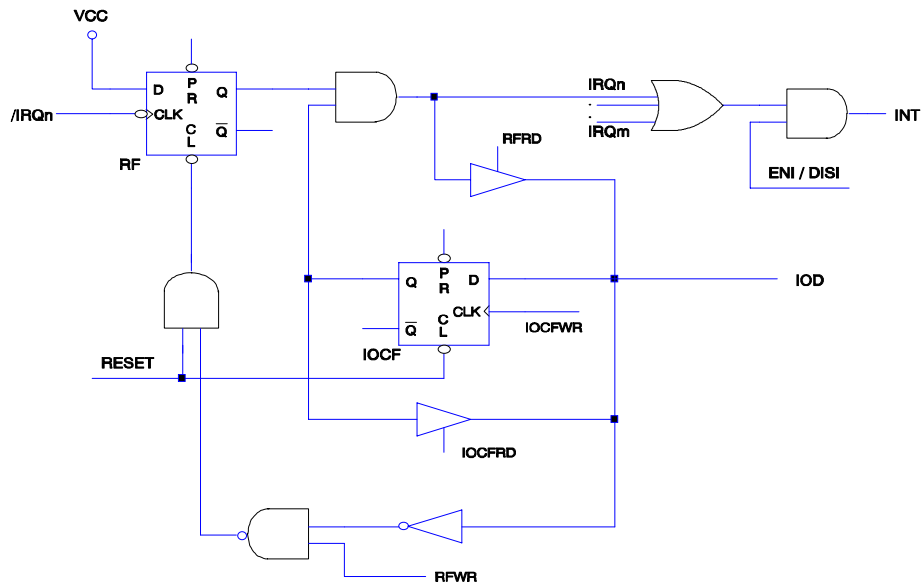 VCC
/IRQn
D
P
R
Q
CLK
C
L
Q
RF
IRQn
IRQm
INT
ENI / DISI
RFRD
Q
P
R
D
CLK
C
L
Q
IOCF
IOCFWR
IOD
RESET
IOCFRD
RFWR